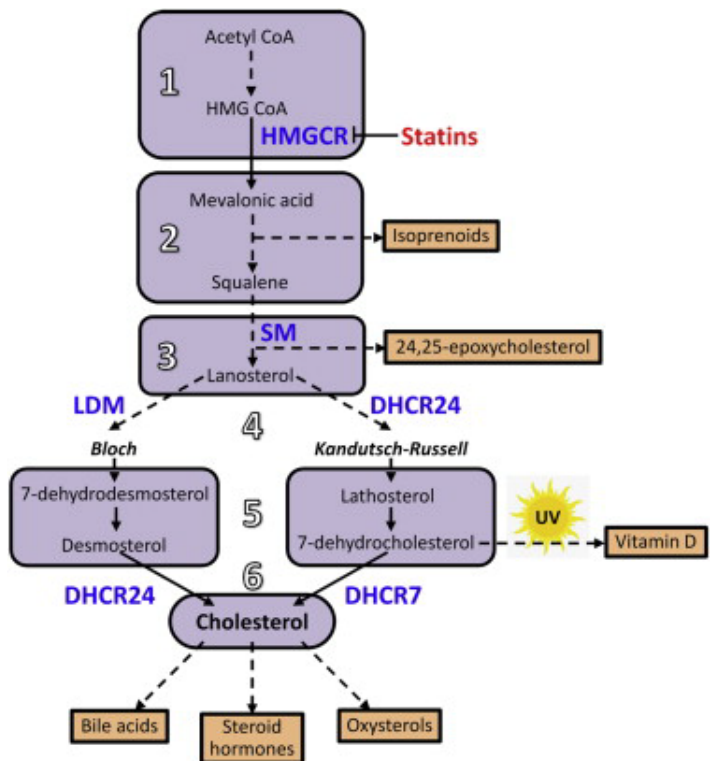 Acetyl CoA
1
HMG CoA
HMGCR
Statins
Mevalonic acid
2
Isoprenoids
Squalene
SM
3
24,25-epoxycholesterol
Lanosterol
LDM
DHCR24
4
Bloch
Kandutsch-Russell
7-dehydrodesmosterol
Lathosterol
5
UV
Desmosterol
7-dehydrocholesterol
Vitamin D
6
DHCR24
DHCR7
Cholesterol
Bile acids
Steroid
hormones
Oxysterols